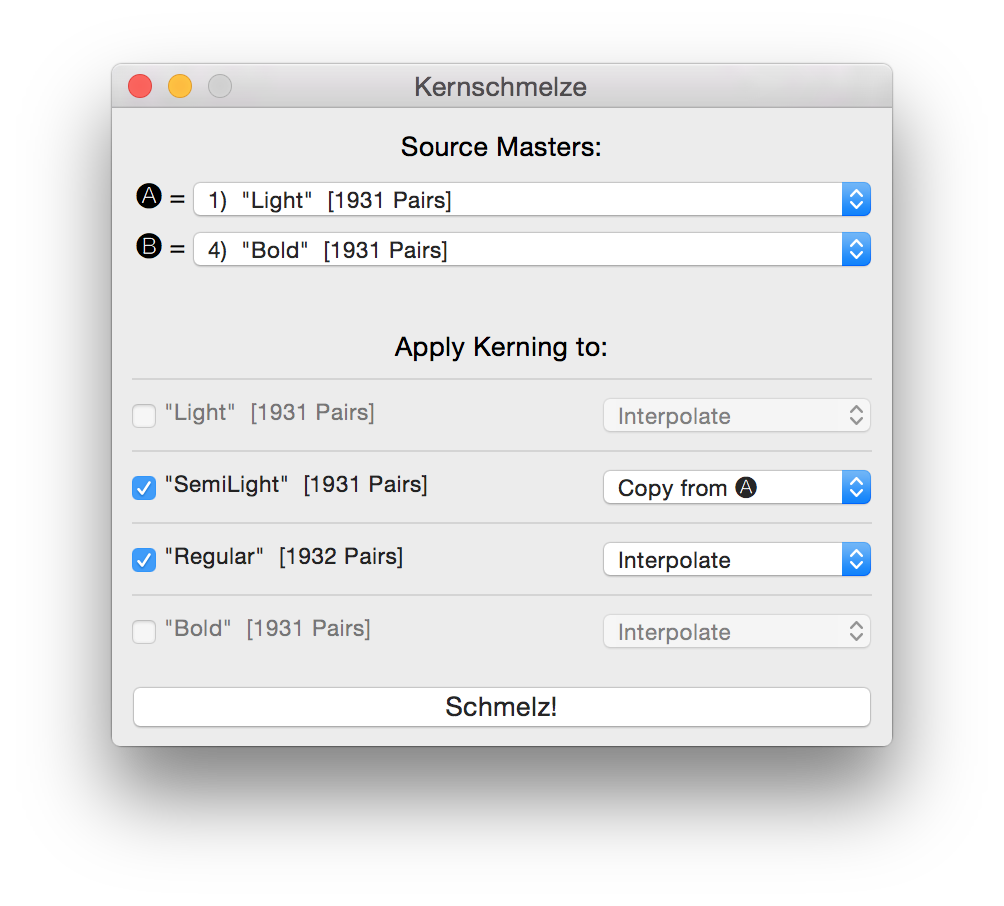 Kernschmelze
Source Masters:
🅐 = 1) "Light" [1931 Pairs]
🅑 = 4) "Bold" [1931 Pairs]
Apply Kerning to:
"Light" [1931 Pairs] Interpolate
"SemiLight" [1931 Pairs] Copy from 🅐
"Regular" [1932 Pairs] Interpolate
"Bold" [1931 Pairs] Interpolate
Schmelz!